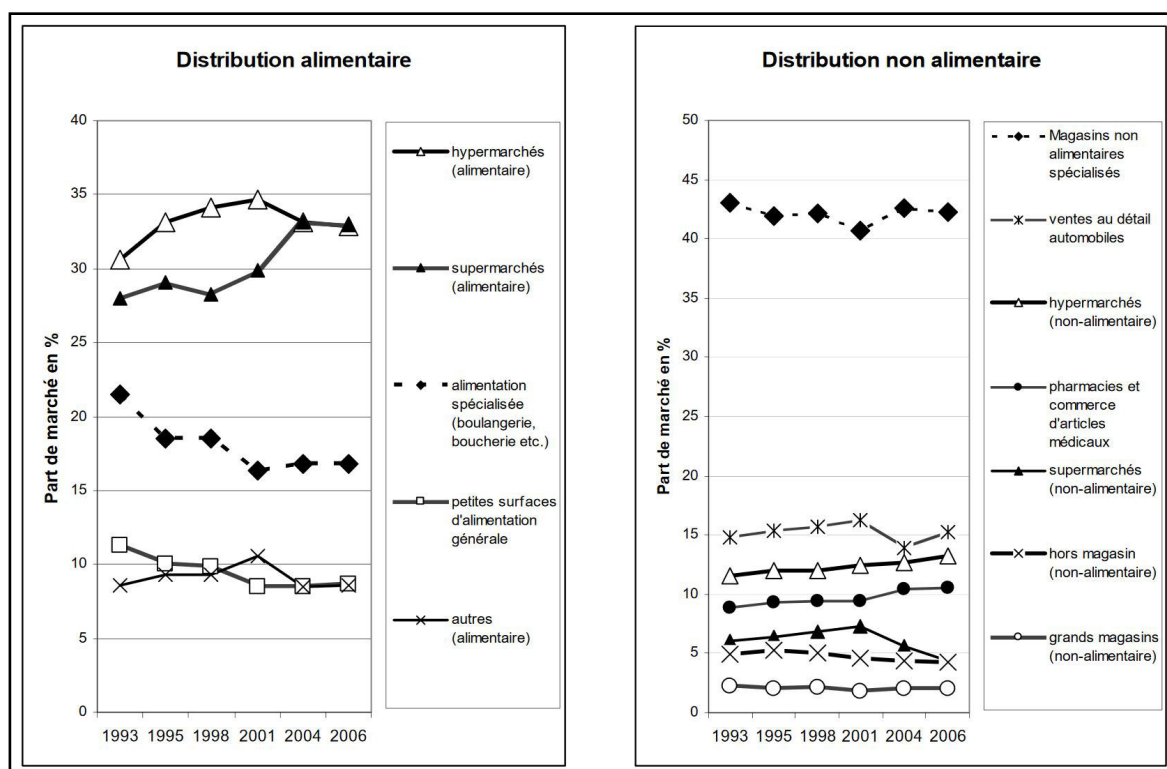 Distribution alimentaire
Part de marché en %
40
35
30
25
20
15
10
5
0
1993 1995 1998 2001 2004 2006
hypermarchés
(alimentaire)
supermarchés
(alimentaire)
alimentation
spécialisée
(boulangerie,
boucherie etc.)
petites surfaces
d'alimentation
générale
autres
(alimentaire)
Distribution non alimentaire
Part de marché en %
50
45
40
35
30
25
20
15
10
5
0
1993 1995 1998 2001 2004 2006
Magasins non
alimentaires
spécialisés
ventes au détail
automobiles
hypermarchés
(non-alimentaire)
pharmacies et
commerce
d'articles
médicaux
supermarchés
(non-alimentaire)
hors magasin
(non-alimentaire)
grands magasins
(non-alimentaire)